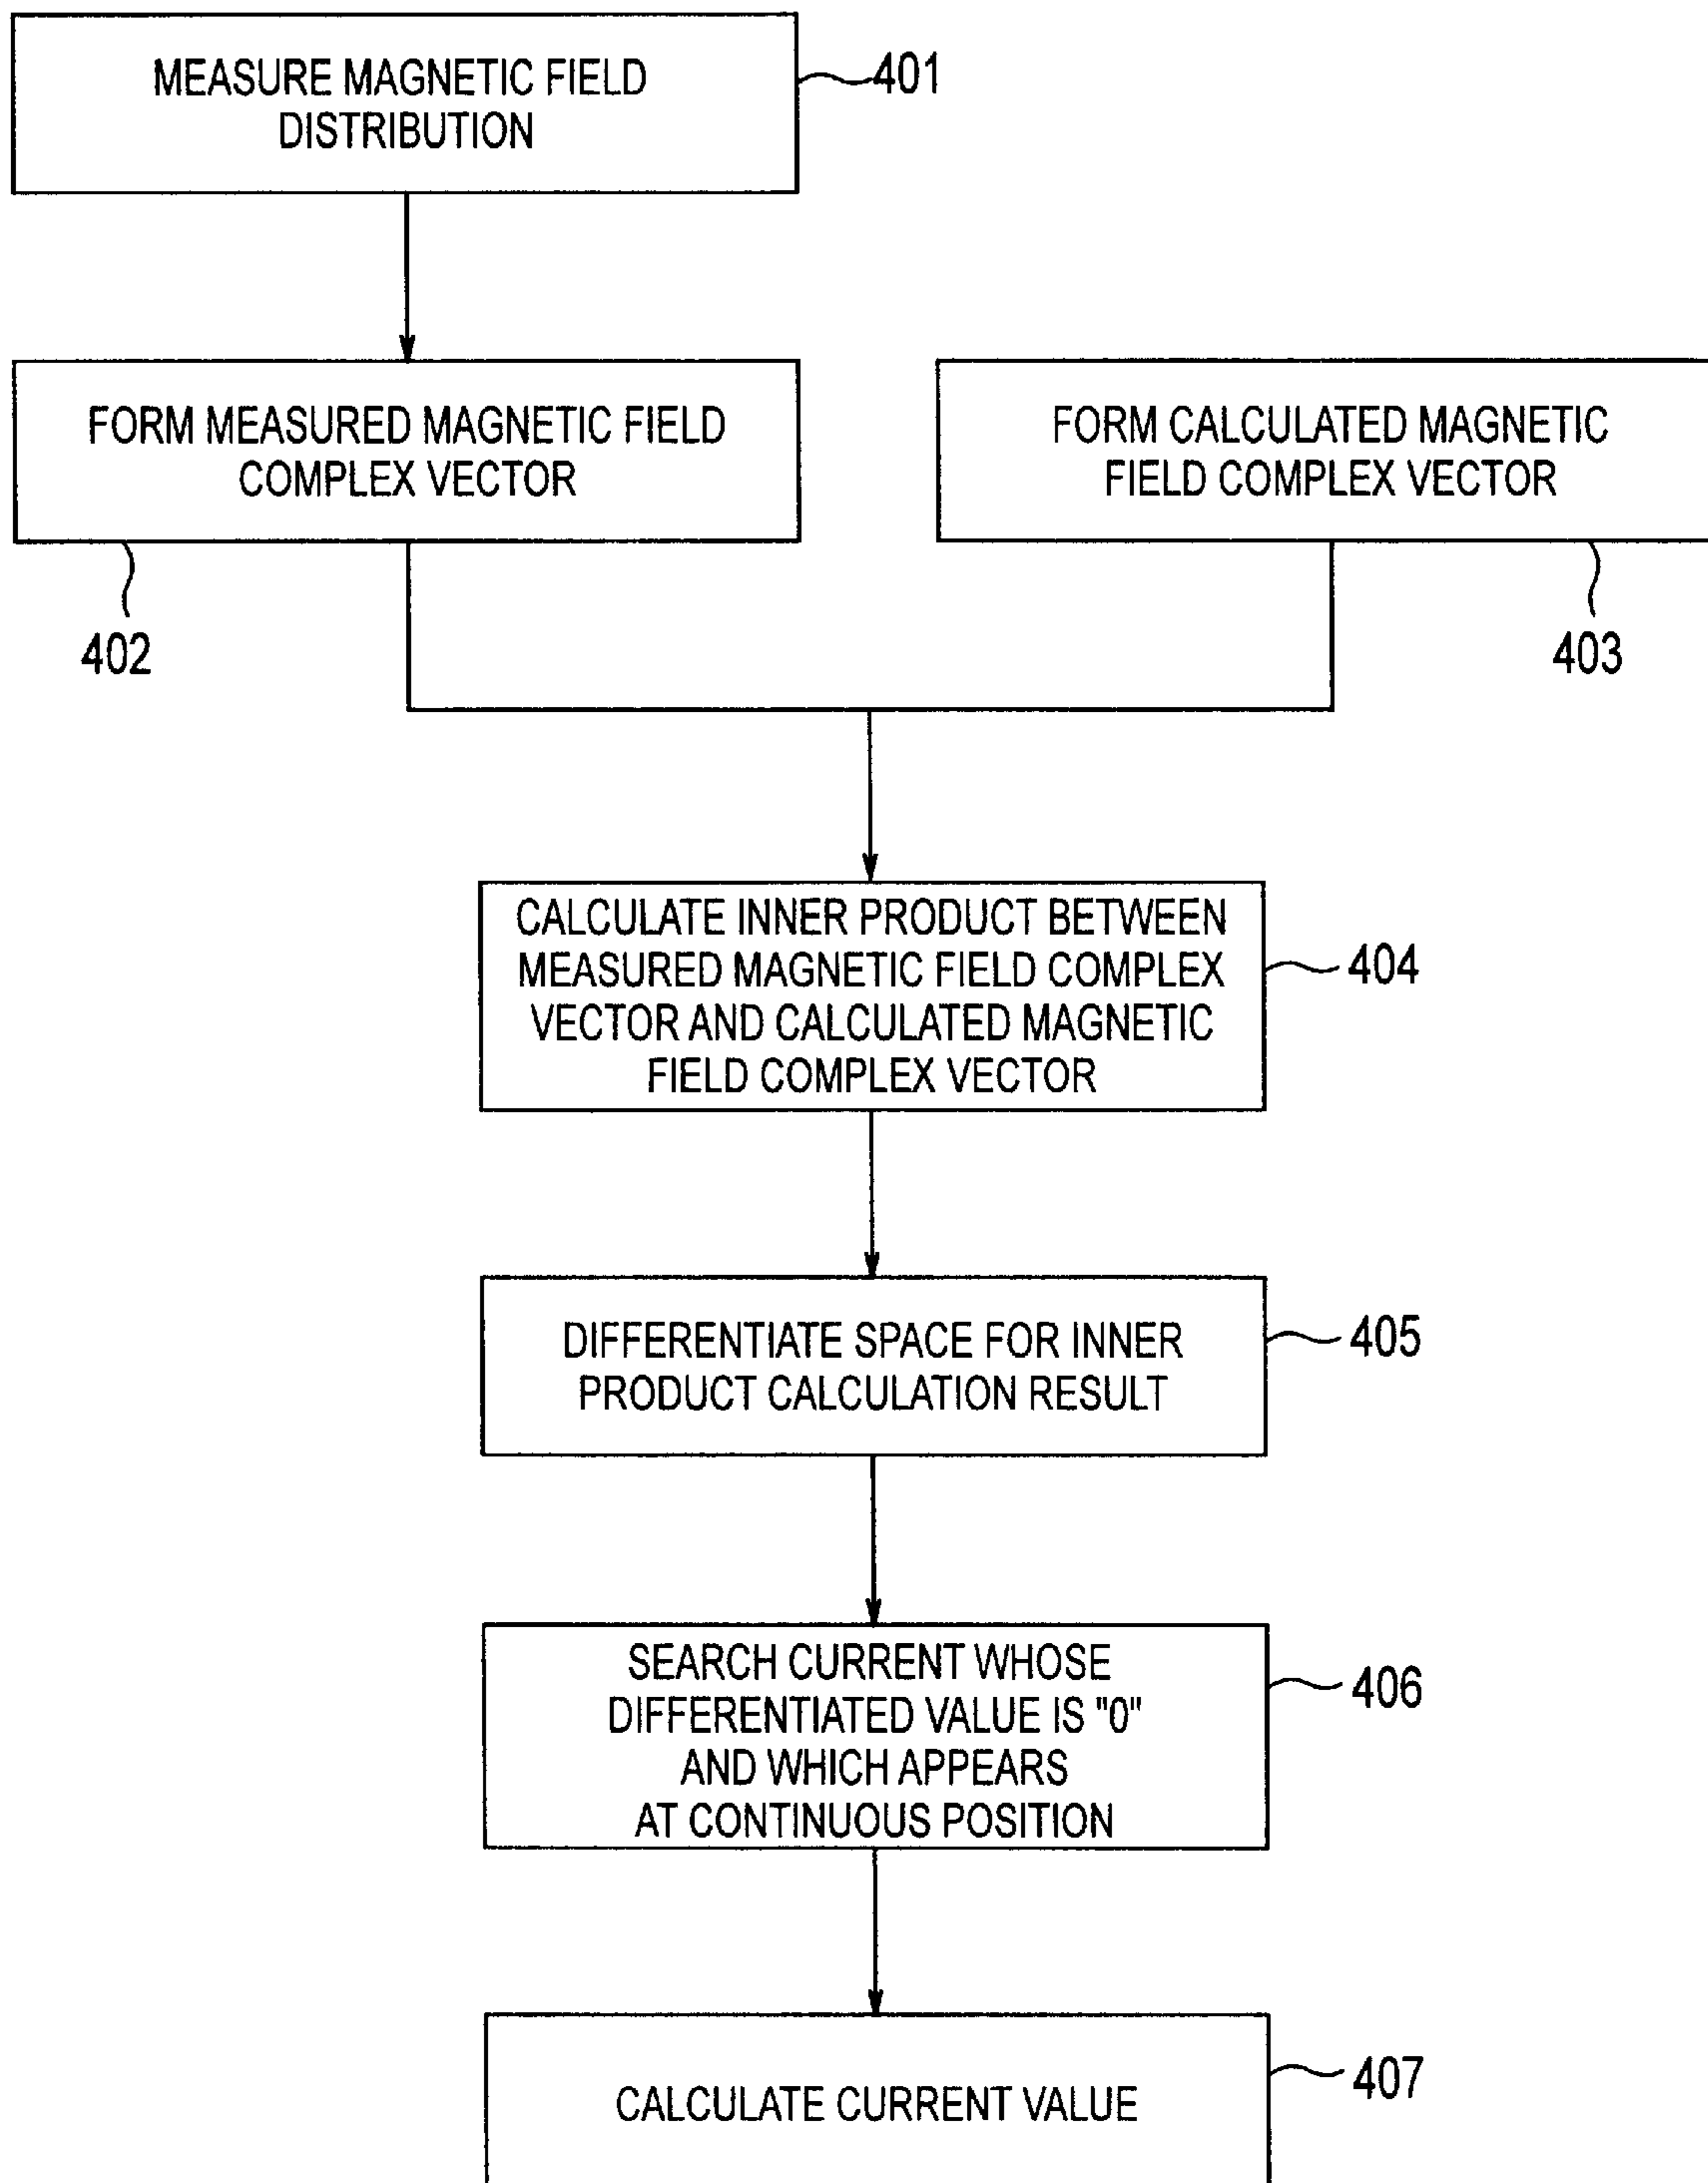 MEASURE MAGNETIC FIELD
DISTRIBUTION
401
FORM MEASURED MAGNETIC FIELD
COMPLEX VECTOR
402
FORM CALCULATED MAGNETIC
FIELD COMPLEX VECTOR
403
CALCULATE INNER PRODUCT BETWEEN
MEASURED MAGNETIC FIELD COMPLEX
VECTOR AND CALCULATED MAGNETIC
FIELD COMPLEX VECTOR
404
DIFFERENTIATE SPACE FOR INNER
PRODUCT CALCULATION RESULT
405
SEARCH CURRENT WHOSE
DIFFERENTIATED VALUE IS "0"
AND WHICH APPEARS
AT CONTINUOUS POSITION
406
CALCULATE CURRENT VALUE
407